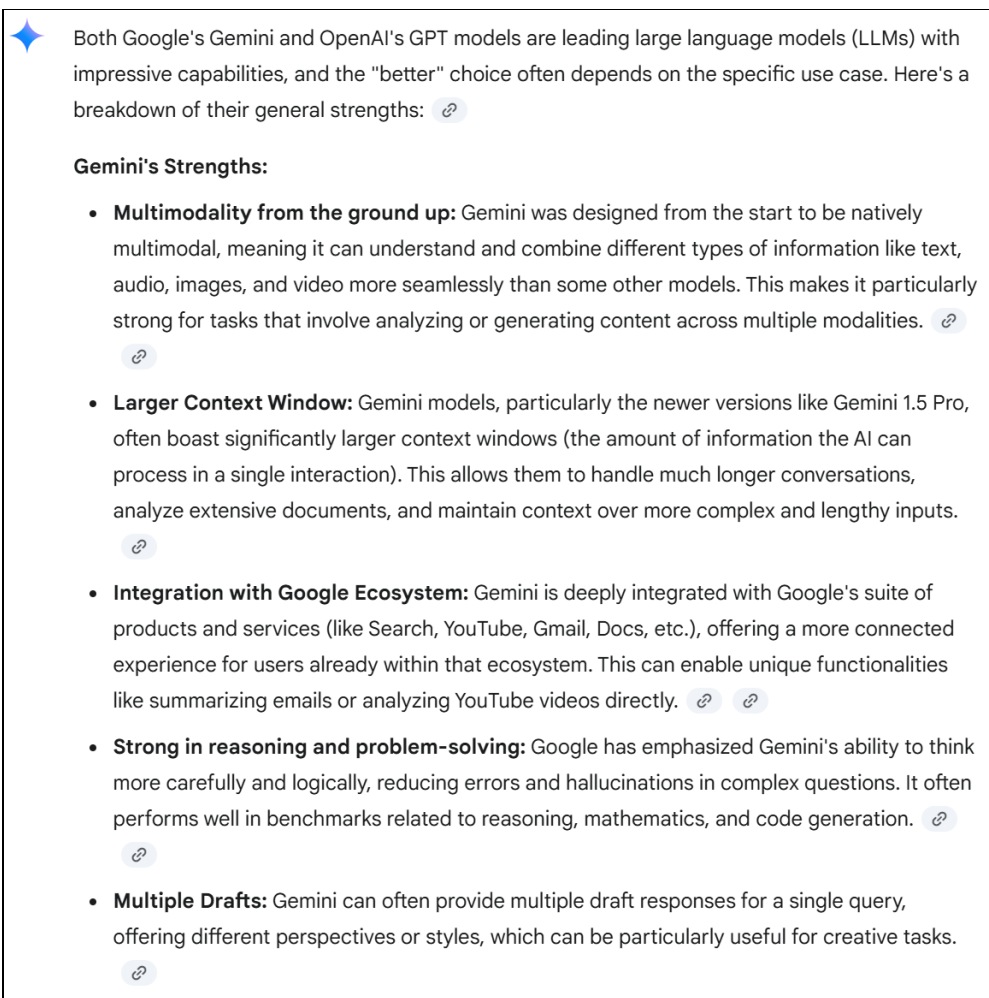 Both Google's Gemini and OpenAI's GPT models are leading large language models (LLMs) with
impressive capabilities, and the "better" choice often depends on the specific use case. Here's a
breakdown of their general strengths:
Gemini's Strengths:
• Multimodality from the ground up: Gemini was designed from the start to be natively
multimodal, meaning it can understand and combine different types of information like text,
audio, images, and video more seamlessly than some other models. This makes it particularly
strong for tasks that involve analyzing or generating content across multiple modalities.
• Larger Context Window: Gemini models, particularly the newer versions like Gemini 1.5 Pro,
often boast significantly larger context windows (the amount of information the AI can
process in a single interaction). This allows them to handle much longer conversations,
analyze extensive documents, and maintain context over more complex and lengthy inputs.
• Integration with Google Ecosystem: Gemini is deeply integrated with Google's suite of
products and services (like Search, YouTube, Gmail, Docs, etc.), offering a more connected
experience for users already within that ecosystem. This can enable unique functionalities
like summarizing emails or analyzing YouTube videos directly.
• Strong in reasoning and problem-solving: Google has emphasized Gemini's ability to think
more carefully and logically, reducing errors and hallucinations in complex questions. It often
performs well in benchmarks related to reasoning, mathematics, and code generation.
• Multiple Drafts: Gemini can often provide multiple draft responses for a single query,
offering different perspectives or styles, which can be particularly useful for creative tasks.